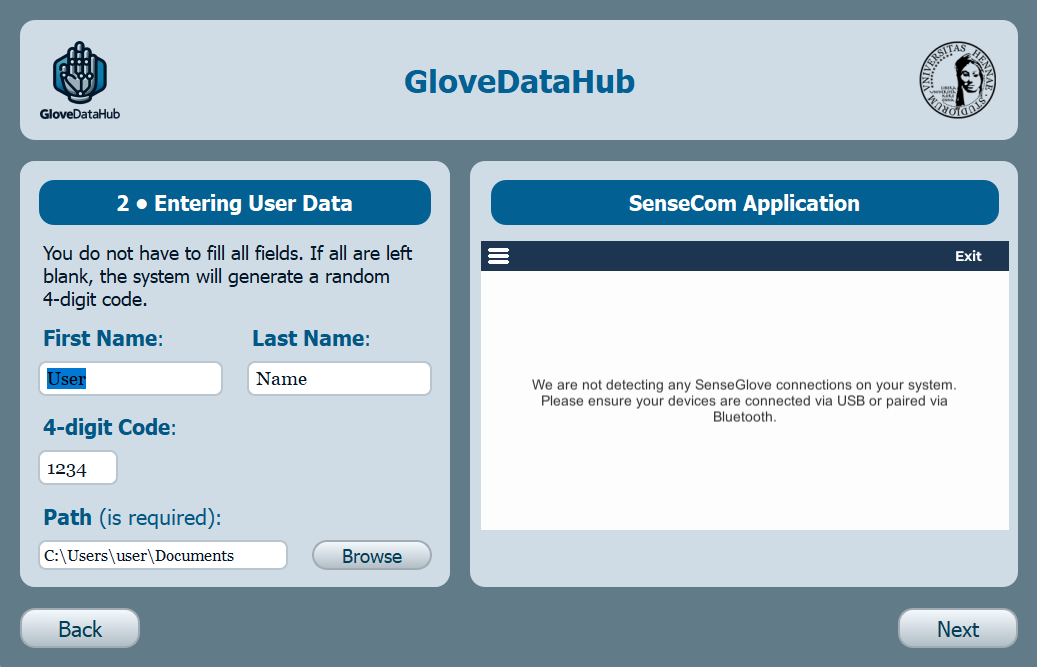 GloveDataHub
GloveDataHub
UNIVERSITAS HENNAE
STUDIORUM
2 • Entering User Data
You do not have to fill all fields. If all are left
blank, the system will generate a random
4-digit code.
First Name:
Last Name:
User
Name
4-digit Code:
1234
Path (is required):
C:\Users\user\Documents
Browse
SenseCom Application
Exit
We are not detecting any SenseGlove connections on your system.
Please ensure your devices are connected via USB or paired via
Bluetooth.
Back
Next